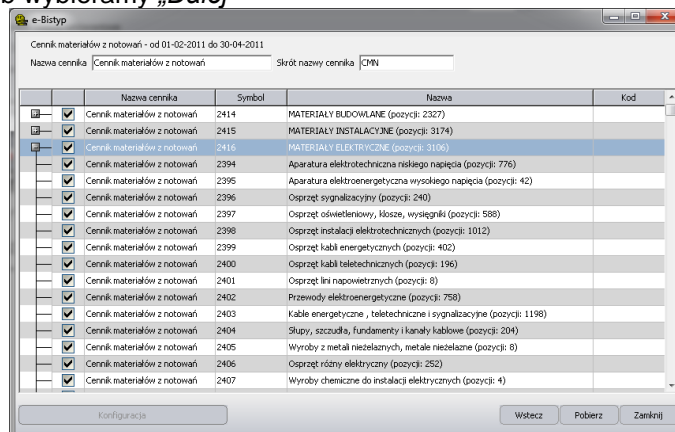 b wybieramy „Dalej”
e-Bistyp
Cennik materiałów z notowań - od 01-02-2011 do 30-04-2011
Nazwa cennika Cennik materiałów z notowań Skrót nazwy cennika CMN
Nazwa cennika Symbol Nazwa Kod
Cennik materiałów z notowań 2414 MATERIAŁY BUDOWLANE (pozycji: 2327)
Cennik materiałów z notowań 2415 MATERIAŁY INSTALACYJNE (pozycji: 3174)
Cennik materiałów z notowań 2416 MATERIAŁY ELEKTRYCZNE (pozycji: 3106)
Cennik materiałów z notowań 2394 Aparatura elektrotechniczna niskiego napięcia (pozycji: 776)
Cennik materiałów z notowań 2395 Aparatura elektroenergetyczna wysokiego napięcia (pozycji: 42)
Cennik materiałów z notowań 2396 Osprzęt sygnalizacyjny (pozycji: 240)
Cennik materiałów z notowań 2397 Osprzęt oświetleniowy, klosze, wysięgniki (pozycji: 588)
Cennik materiałów z notowań 2398 Osprzęt instalacji elektrotechnicznych (pozycji: 1012)
Cennik materiałów z notowań 2399 Osprzęt kabli energetycznych (pozycji: 402)
Cennik materiałów z notowań 2400 Osprzęt kabli teletechnicznych (pozycji: 196)
Cennik materiałów z notowań 2401 Osprzęt lini napowietrznych (pozycji: 8)
Cennik materiałów z notowań 2402 Przewody elektroenergetyczne (pozycji: 758)
Cennik materiałów z notowań 2403 Kable energetyczne , teletechniczne i sygnalizacyjne (pozycji: 1198)
Cennik materiałów z notowań 2404 Słupy, szczudła, fundamenty i kanały kablowe (pozycji: 204)
Cennik materiałów z notowań 2405 Wyroby z metali nieżelaznych, metale nieżelazne (pozycji: 8)
Cennik materiałów z notowań 2406 Osprzęt różny elektryczny (pozycji: 252)
Cennik materiałów z notowań 2407 Wyroby chemiczne do instalacji elektrycznych (pozycji: 4)
Konfiguracja Wstecz Pobierz Zamknij